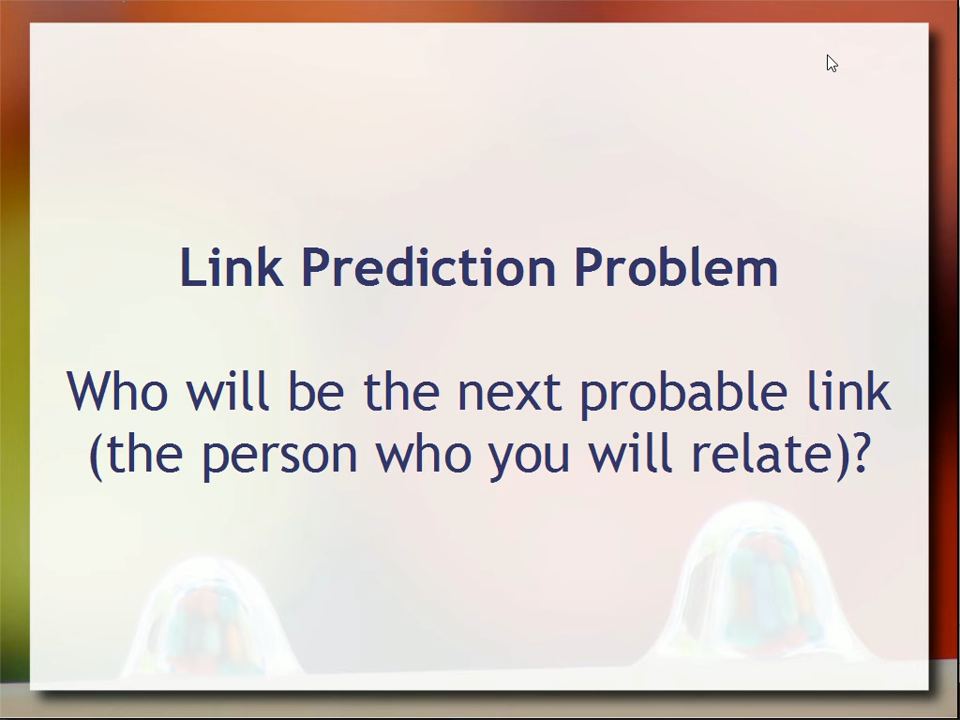 Link Prediction Problem
Who will be the next probable link
(the person who you will relate)?